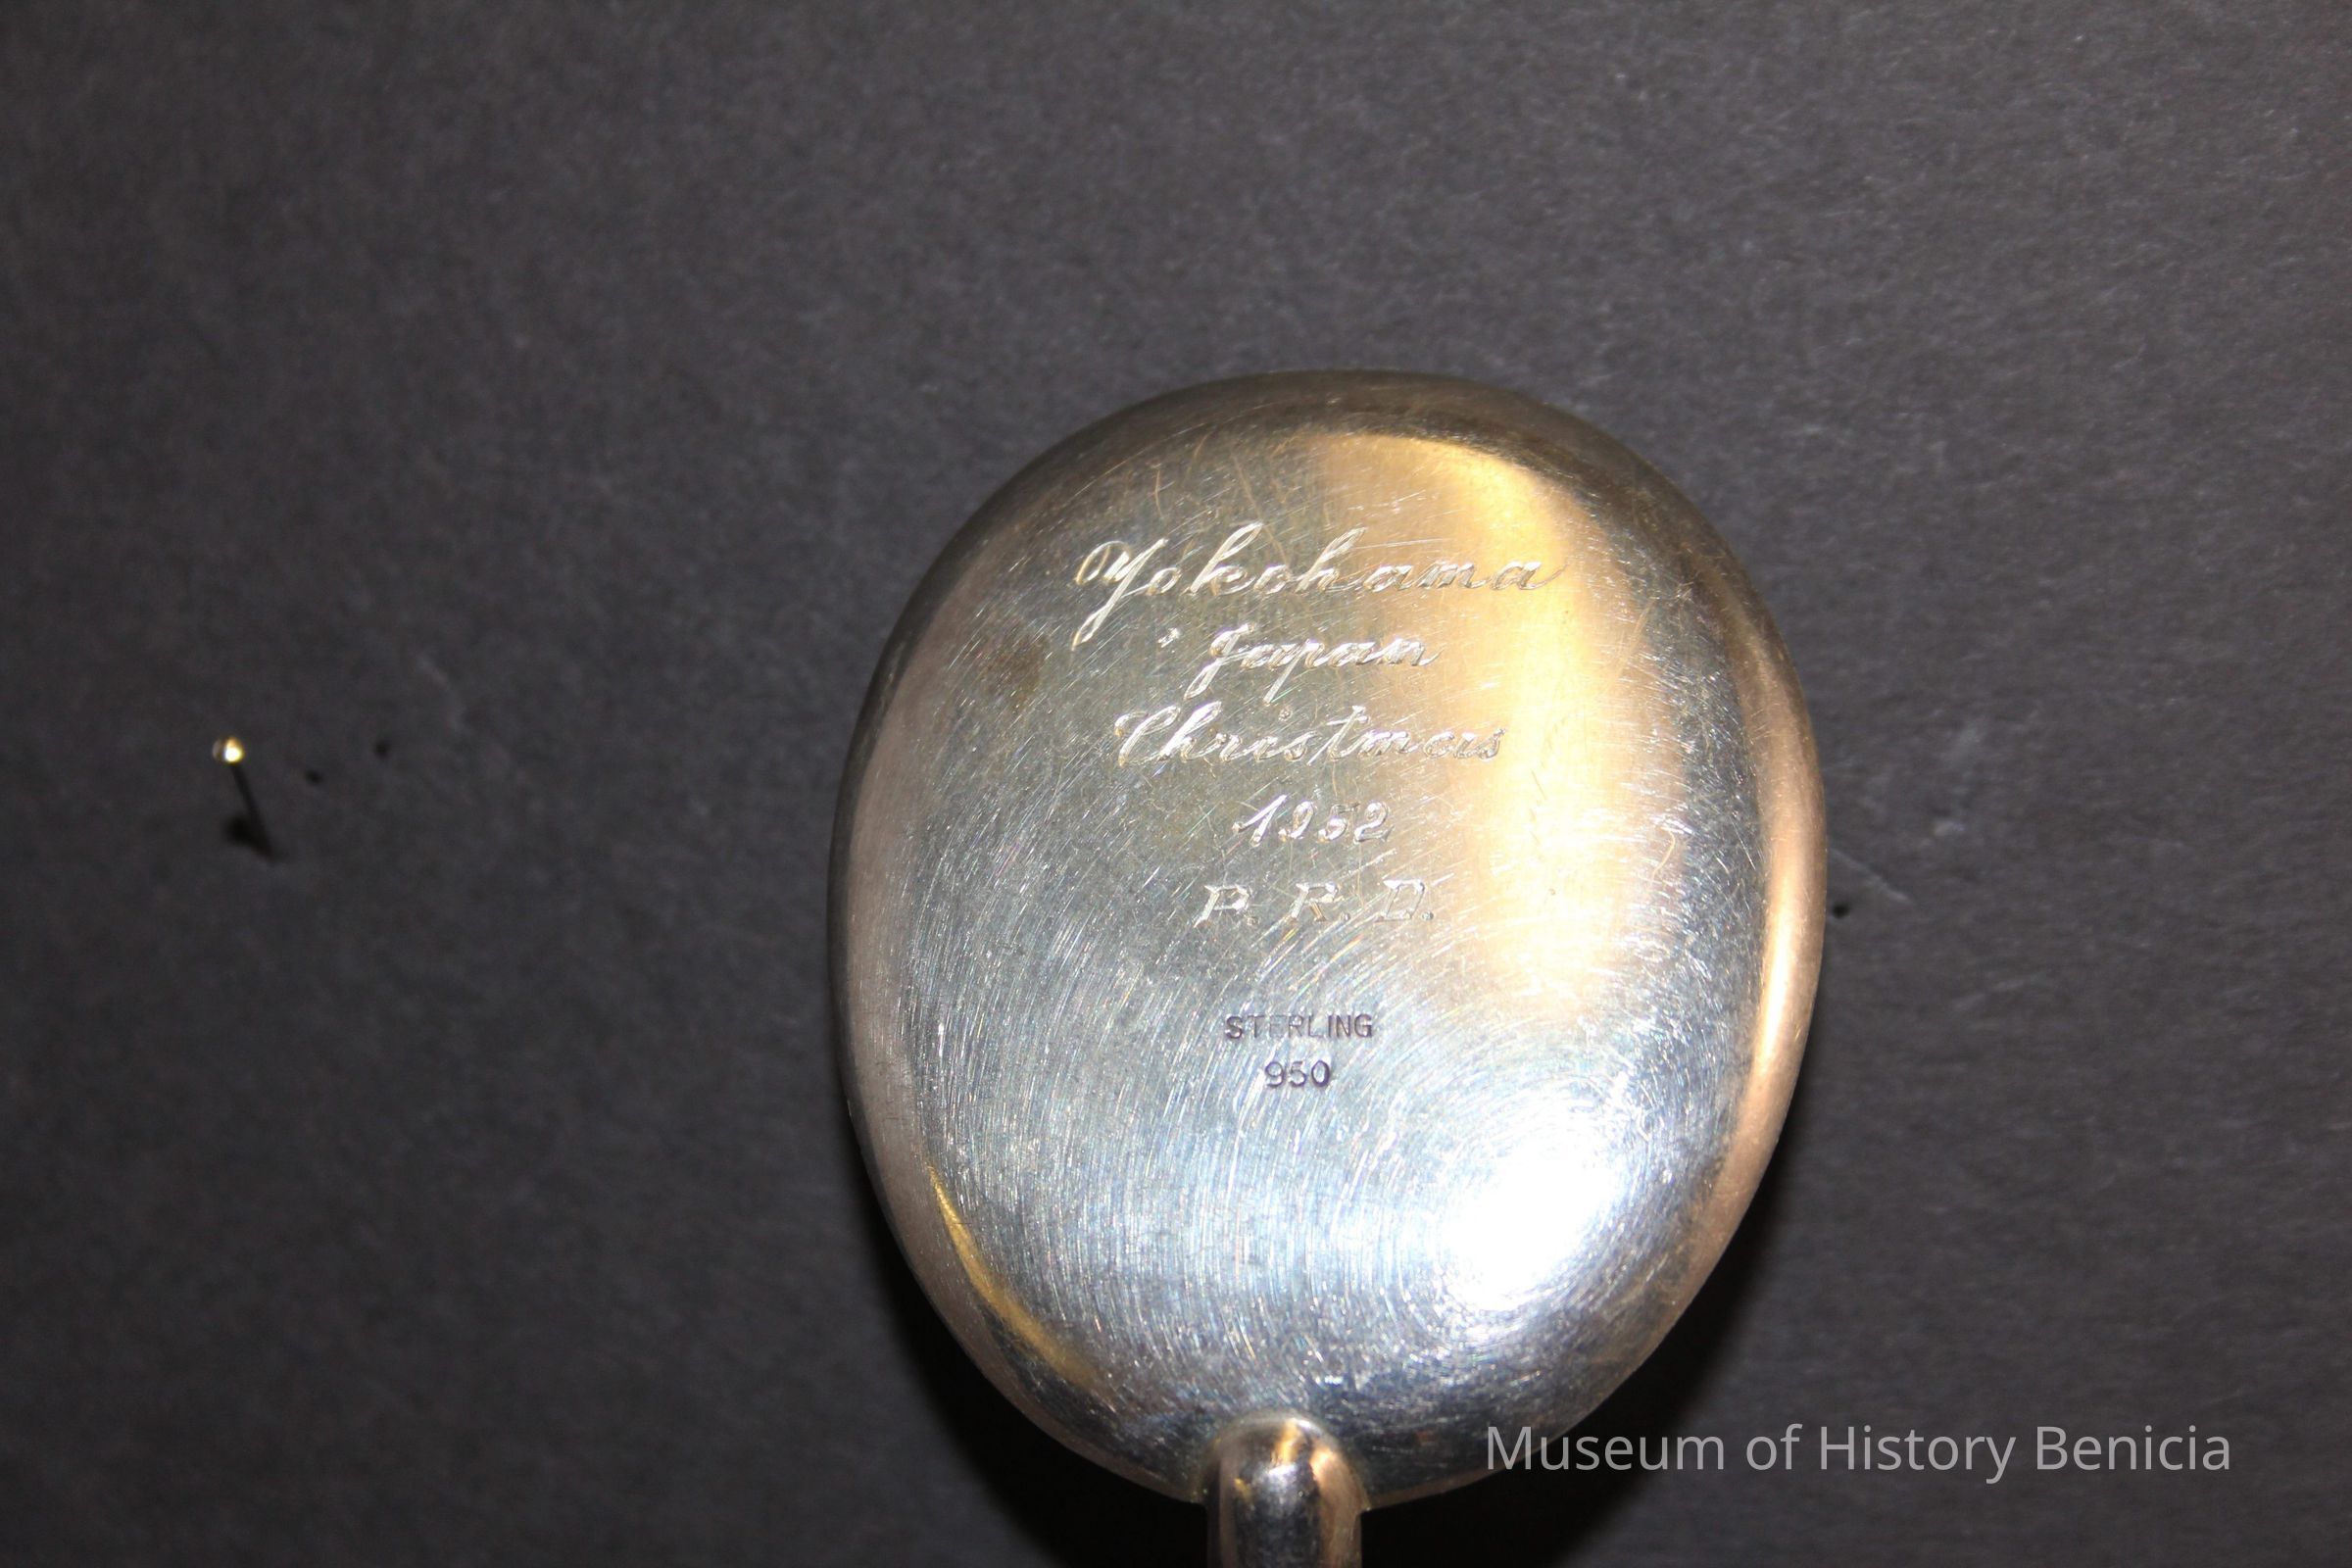 Yokohama
Japan
Christmas
1952
P. R. D.
STERLING
950
Museum of History Benicia